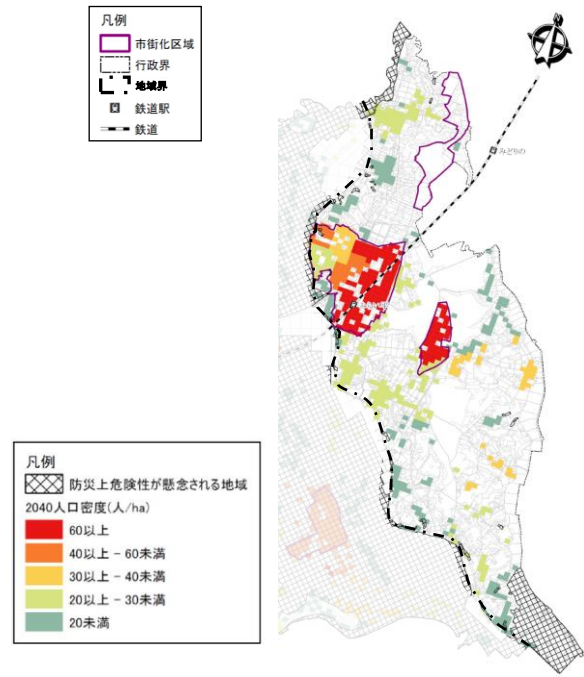 凡例
市街化区域
行政界
地域界
鉄道駅
鉄道
みどりの
凡例
防災上危険性が懸念される地域
2040人口密度(人/ha)
60以上
40以上 - 60未満
30以上 - 40未満
20以上 - 30未満
20未満